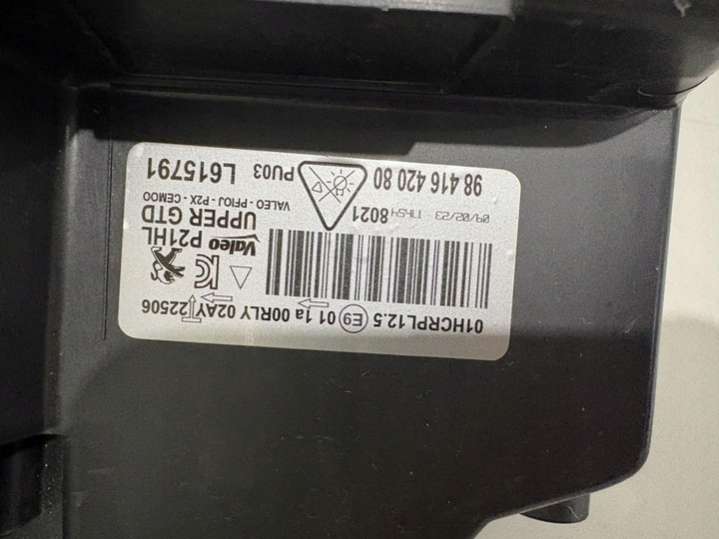 01HCRPL12.5 E9 01 1a 00RLY 02AY 22506
Valeo P21HL
UPPER GTD
VALEO - PFIOJ - P2X - CEMOO
8021
09/02/23 11h54
98 416 420 80 PU03 L615791